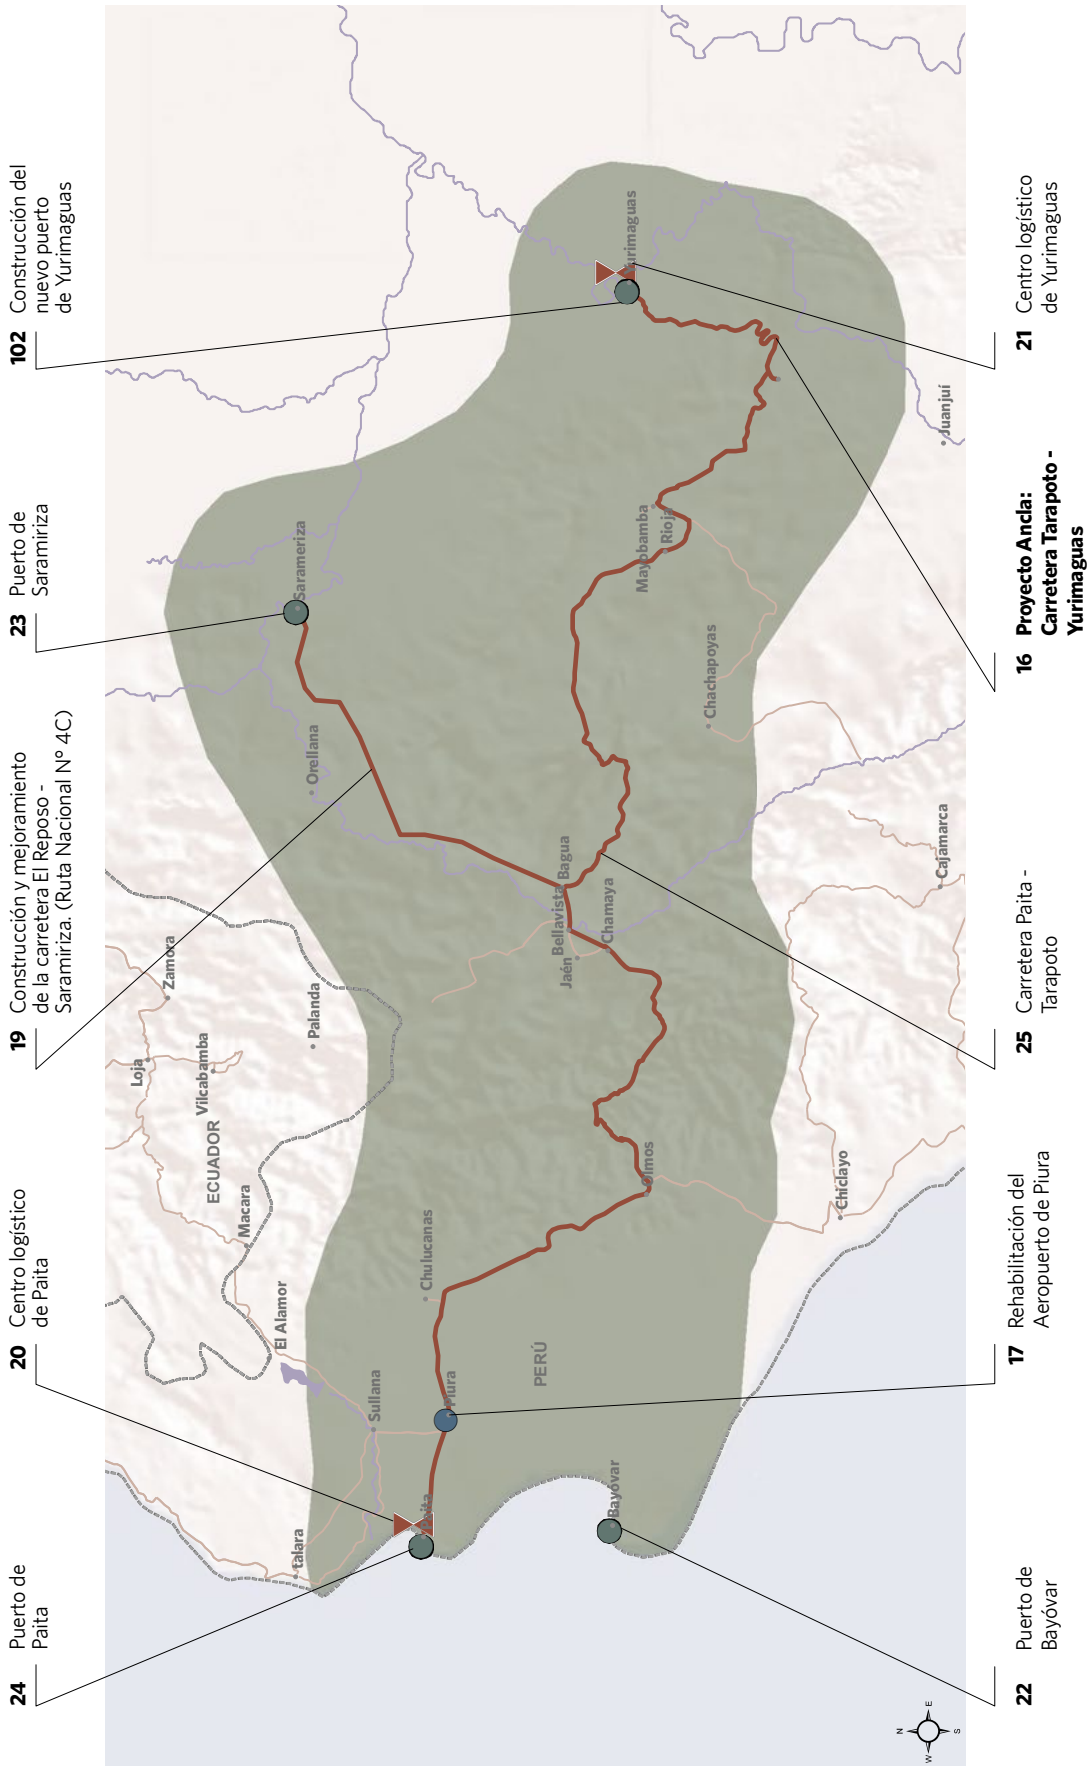 24 Puerto de
Paita
20 Centro logístico
de Paita
19 Construcción y mejoramiento
de la carretera El Reposo -
Saramiriza. (Ruta Nacional Nº 4C)
23 Puerto de
Saramiriza
102 Construcción del
nuevo puerto
de Yurimaguas
Loja
Zamora
Vilcabamba
ECUADOR
Palanda
Macara
El Alamor
talara
Sullana
Paita
Piura
Chulucanas
PERÚ
Bayóvar
Olmos
Jaén
Bellavista
Bagua
Chamaya
Orellana
Sarameriza
Mayobamba
Rioja
Chachapoyas
Yurimaguas
Juanjuí
Cajamarca
Chiclayo
N
W
E
S
22 Puerto de
Bayóvar
17 Rehabilitación del
Aeropuerto de Piura
25 Carretera Paita -
Tarapoto
16 Proyecto Ancla:
Carretera Tarapoto -
Yurimaguas
21 Centro logístico
de Yurimaguas